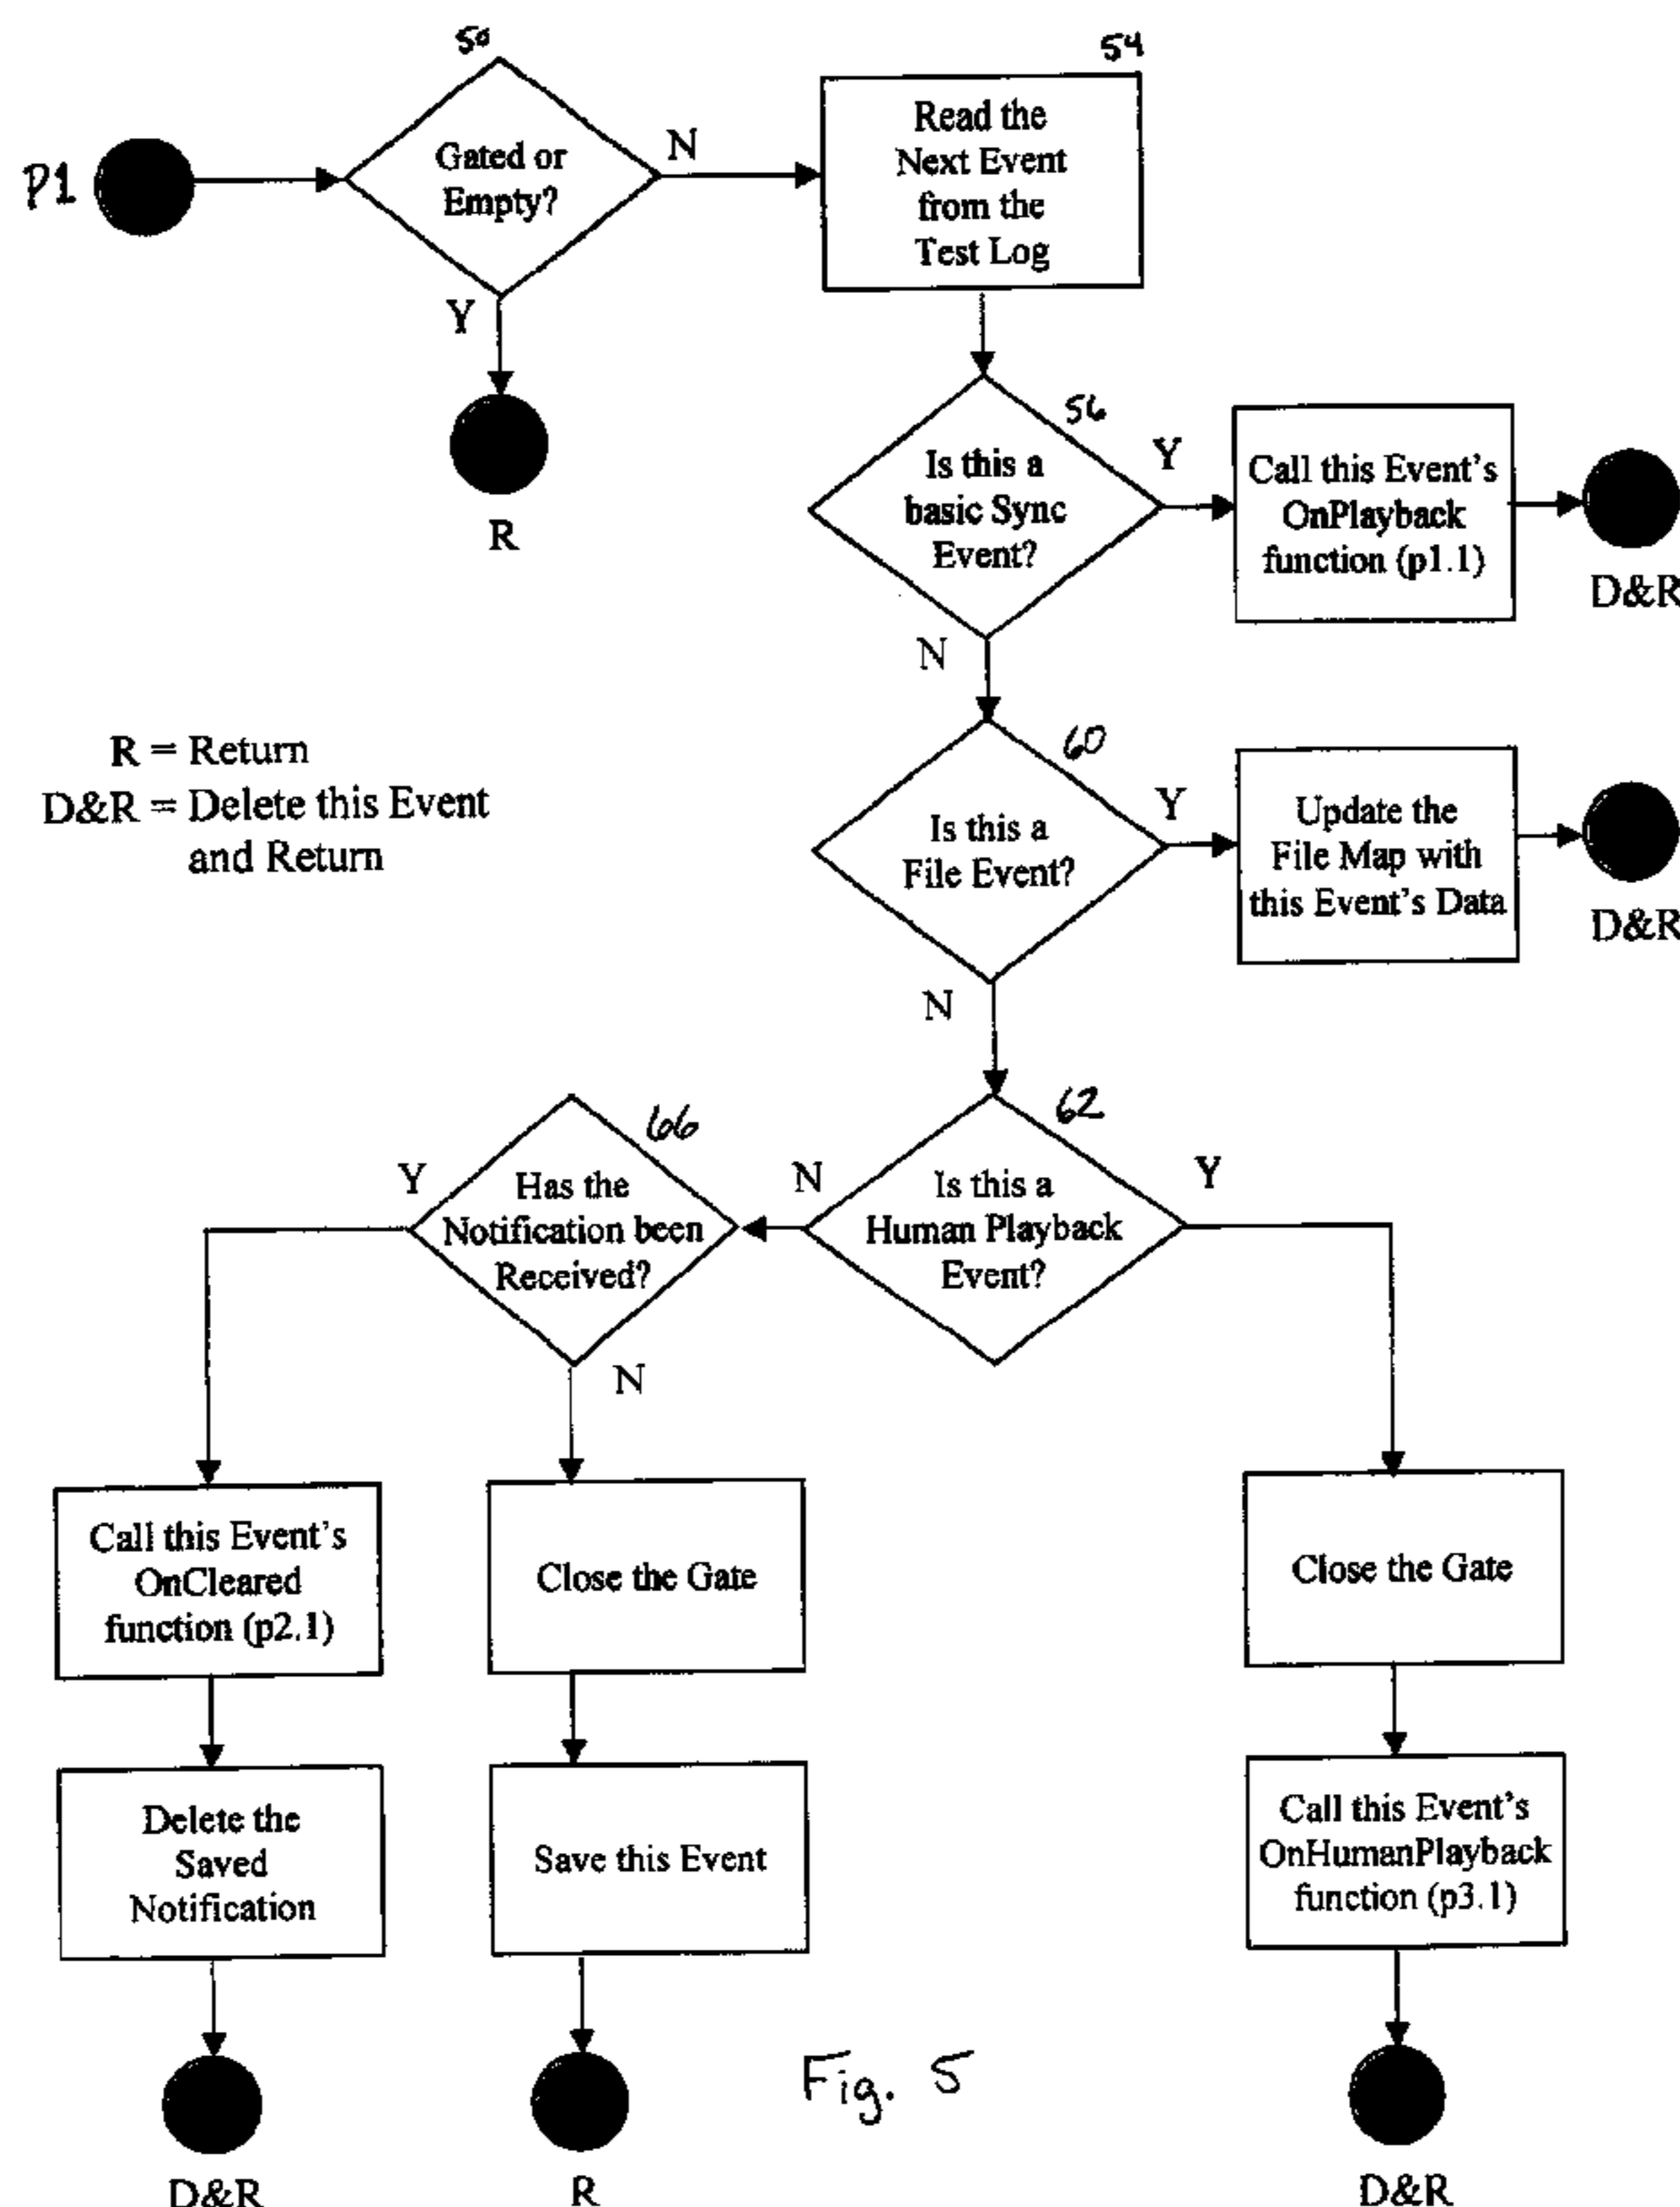 50
54
P1
Gated or
Empty?
N
Read the
Next Event
from the
Test Log
Y
R
56
Is this a
basic Sync
Event?
Y
Call this Event's
OnPlayback
function (p1.1)
D&R
N
R = Return
D&R = Delete this Event
and Return
60
Is this a
File Event?
Y
Update the
File Map with
this Event's Data
D&R
N
66
Has the
Notification been
Received?
Y
N
62
Is this a
Human Playback
Event?
N
Y
Call this Event's
OnCleared
function (p2.1)
Close the Gate
Close the Gate
Delete the
Saved
Notification
Save this Event
Call this Event's
OnHumanPlayback
function (p3.1)
Fig. 5
D&R
R
D&R